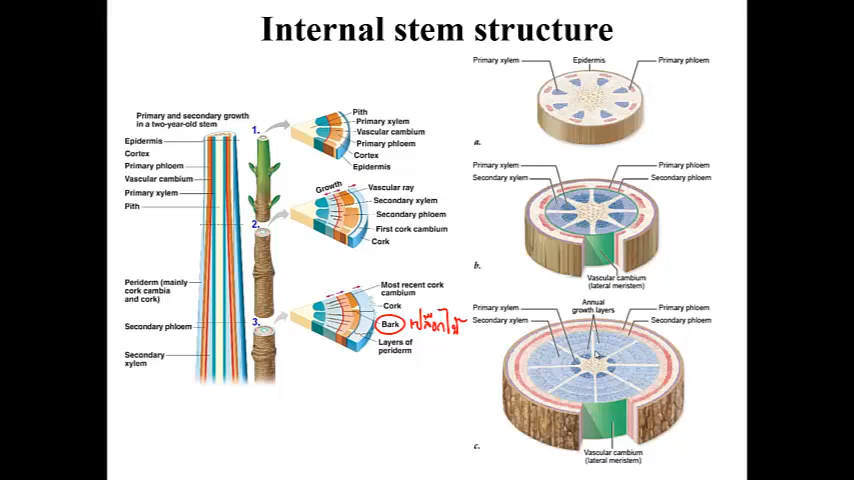 Internal stem structure
Primary and secondary growth
in a two-year-old stem
Epidermis
Cortex
Primary phloem
Vascular cambium
Primary xylem
Pith
Periderm (mainly
cork cambia
and cork)
Secondary phloem
Secondary
xylem
1.
Pith
Primary xylem
Vascular cambium
Primary phloem
Cortex
Epidermis
2.
Growth
Vascular ray
Secondary xylem
Secondary phloem
First cork cambium
Cork
3.
Most recent cork
cambium
Cork
Bark เปลือกไม้
Layers of
periderm
Primary xylem
Epidermis
Primary phloem
a.
Primary xylem
Secondary xylem
Primary phloem
Secondary phloem
Vascular cambium
(lateral meristem)
b.
Annual
growth layers
Primary xylem
Secondary xylem
Primary phloem
Secondary phloem
Vascular cambium
(lateral meristem)
c.